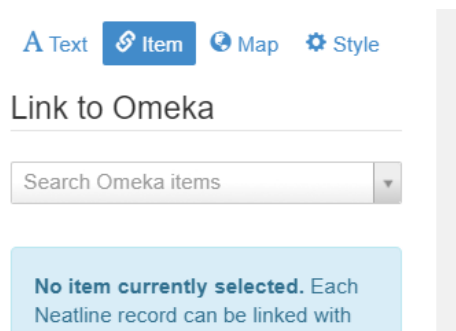 A Text Item Map Style
Link to Omeka
Search Omeka items
No item currently selected. Each
Neatline record can be linked with